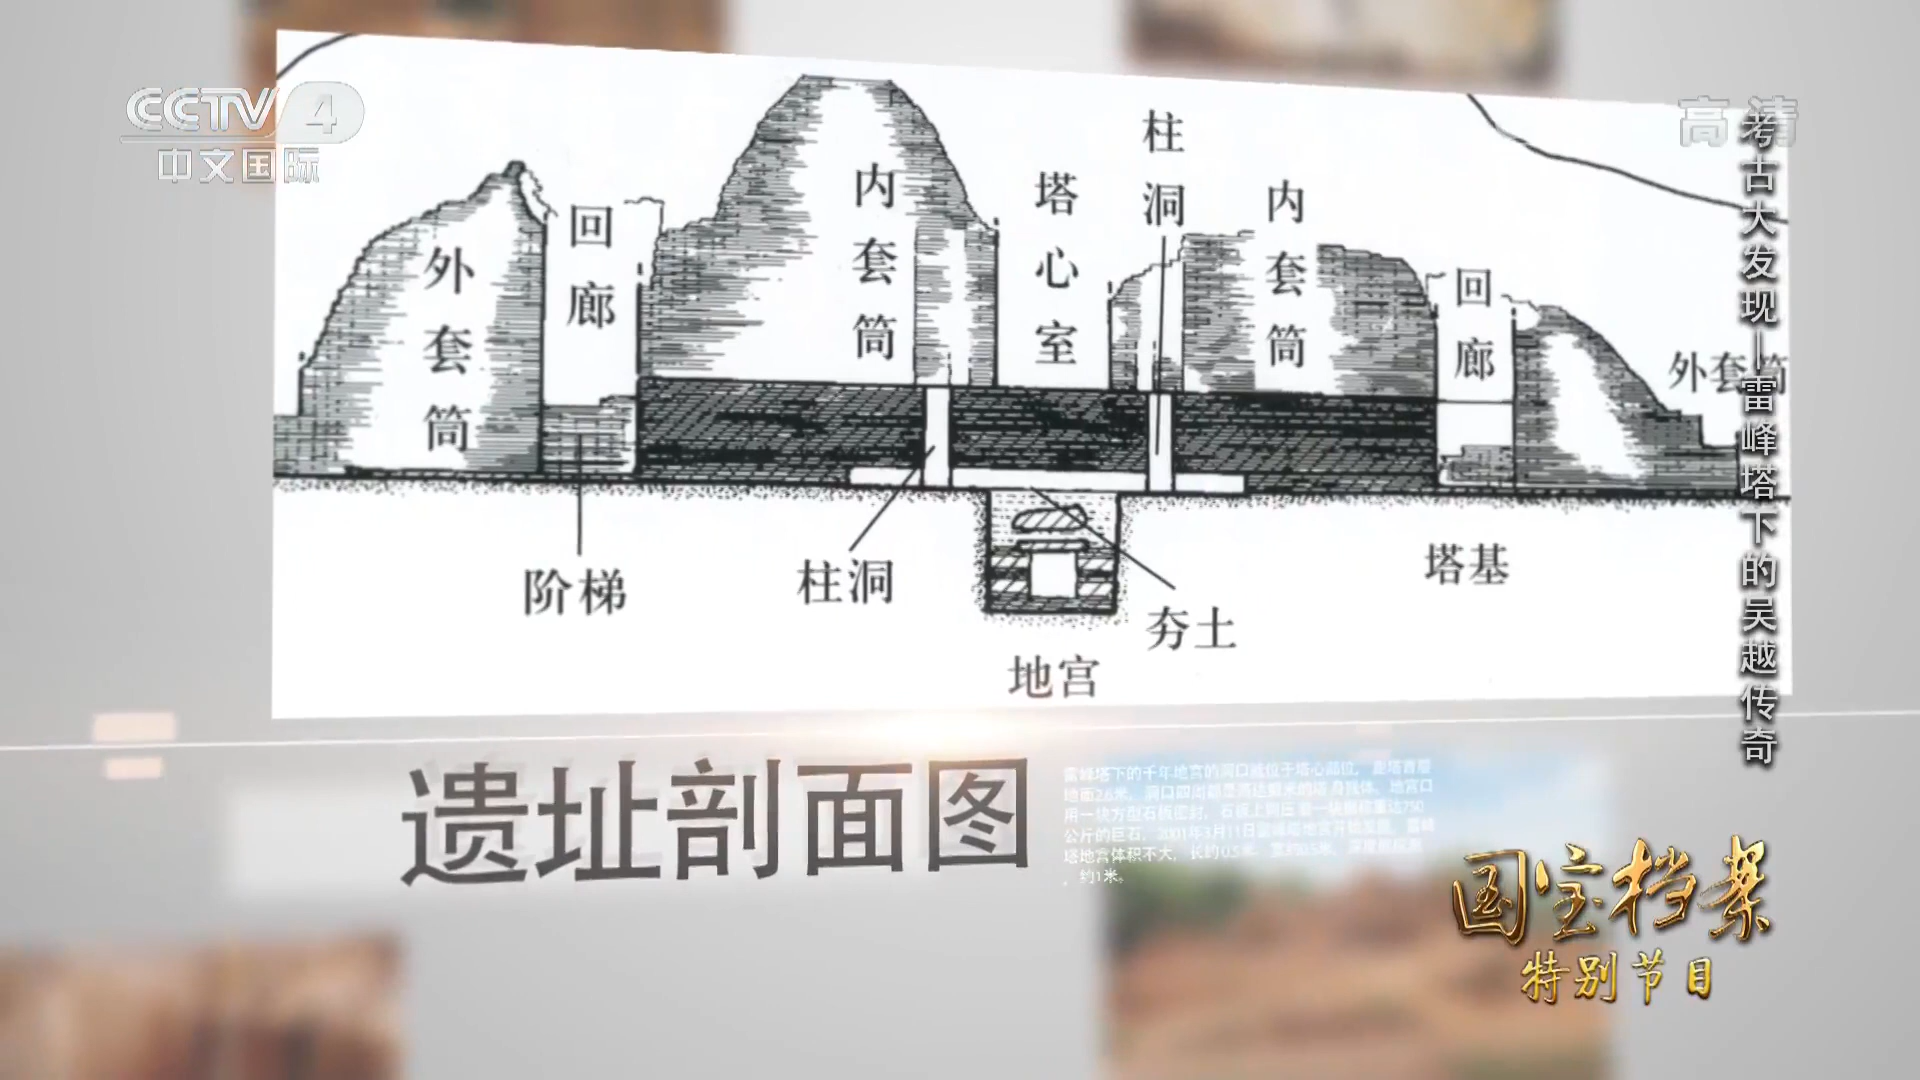 CCTV 4
中文国际
高清
考古大发现—雷峰塔下的吴越传奇
外套筒
回廊
内套筒
塔心室
柱洞
内套筒
回廊
外套筒
阶梯
柱洞
夯土
塔基
地宫
遗址剖面图
雷峰塔下的千年地宫的洞口就位于塔心部位，距塔首层
地面2.6米。洞口四周都是高达数米的塔身残体。地宫口
用一块方型石板密封，石板上则压着一块据称重达750
公斤的巨石，2001年3月11日雷峰塔地宫开始发掘，雷峰
塔地宫体积不大，长约0.5米、宽约0.5米、深度
，约1米。
国宝档案
特别节目